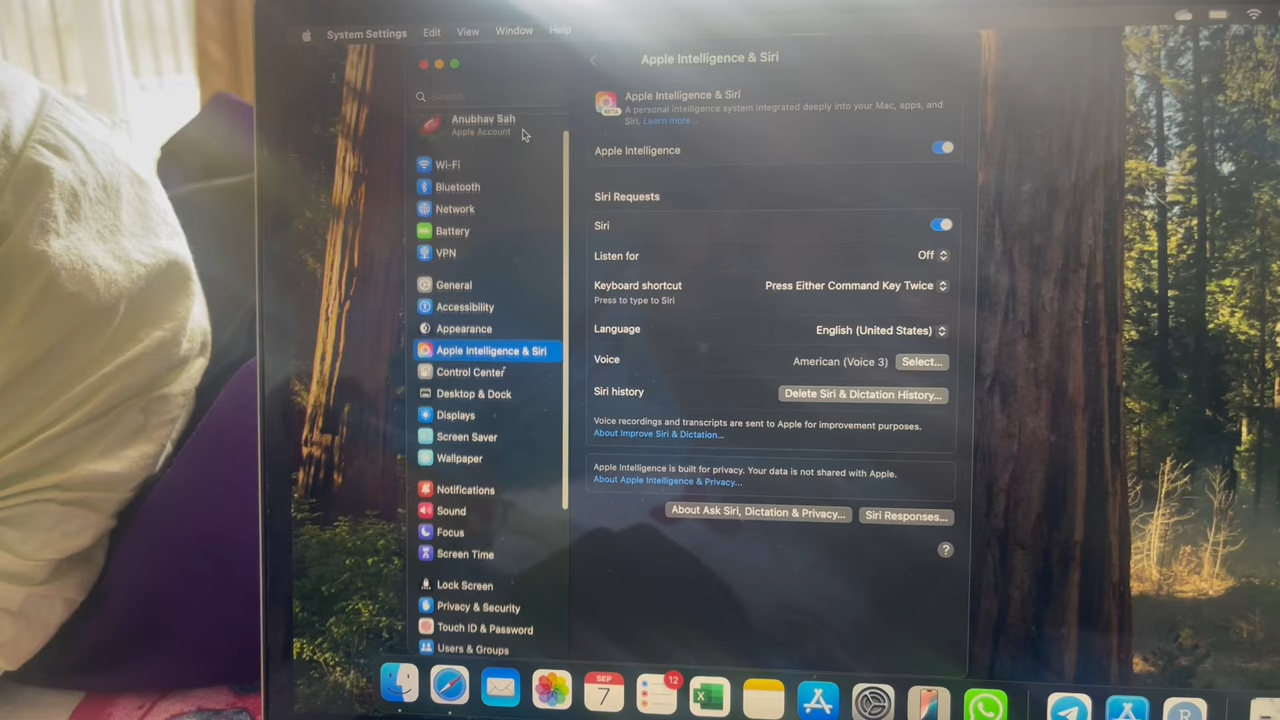 System Settings Edit View Window Help
Search
Anubhav Sah
Apple Account
Wi-Fi
Bluetooth
Network
Battery
VPN
General
Accessibility
Appearance
Apple Intelligence & Siri
Control Center
Desktop & Dock
Displays
Screen Saver
Wallpaper
Notifications
Sound
Focus
Screen Time
Lock Screen
Privacy & Security
Touch ID & Password
Users & Groups
Apple Intelligence & Siri
BETA
Apple Intelligence & Siri
A personal intelligence system integrated deeply into your Mac, apps, and
Siri. Learn more...
Apple Intelligence
Siri Requests
Siri
Listen for Off
Keyboard shortcut Press Either Command Key Twice
Press to type to Siri
Language English (United States)
Voice American (Voice 3) Select...
Siri history Delete Siri & Dictation History...
Voice recordings and transcripts are sent to Apple for improvement purposes.
About Improve Siri & Dictation...
Apple Intelligence is built for privacy. Your data is not shared with Apple.
About Apple Intelligence & Privacy...
About Ask Siri, Dictation & Privacy... Siri Responses...
?
SEP
7
12
X
R